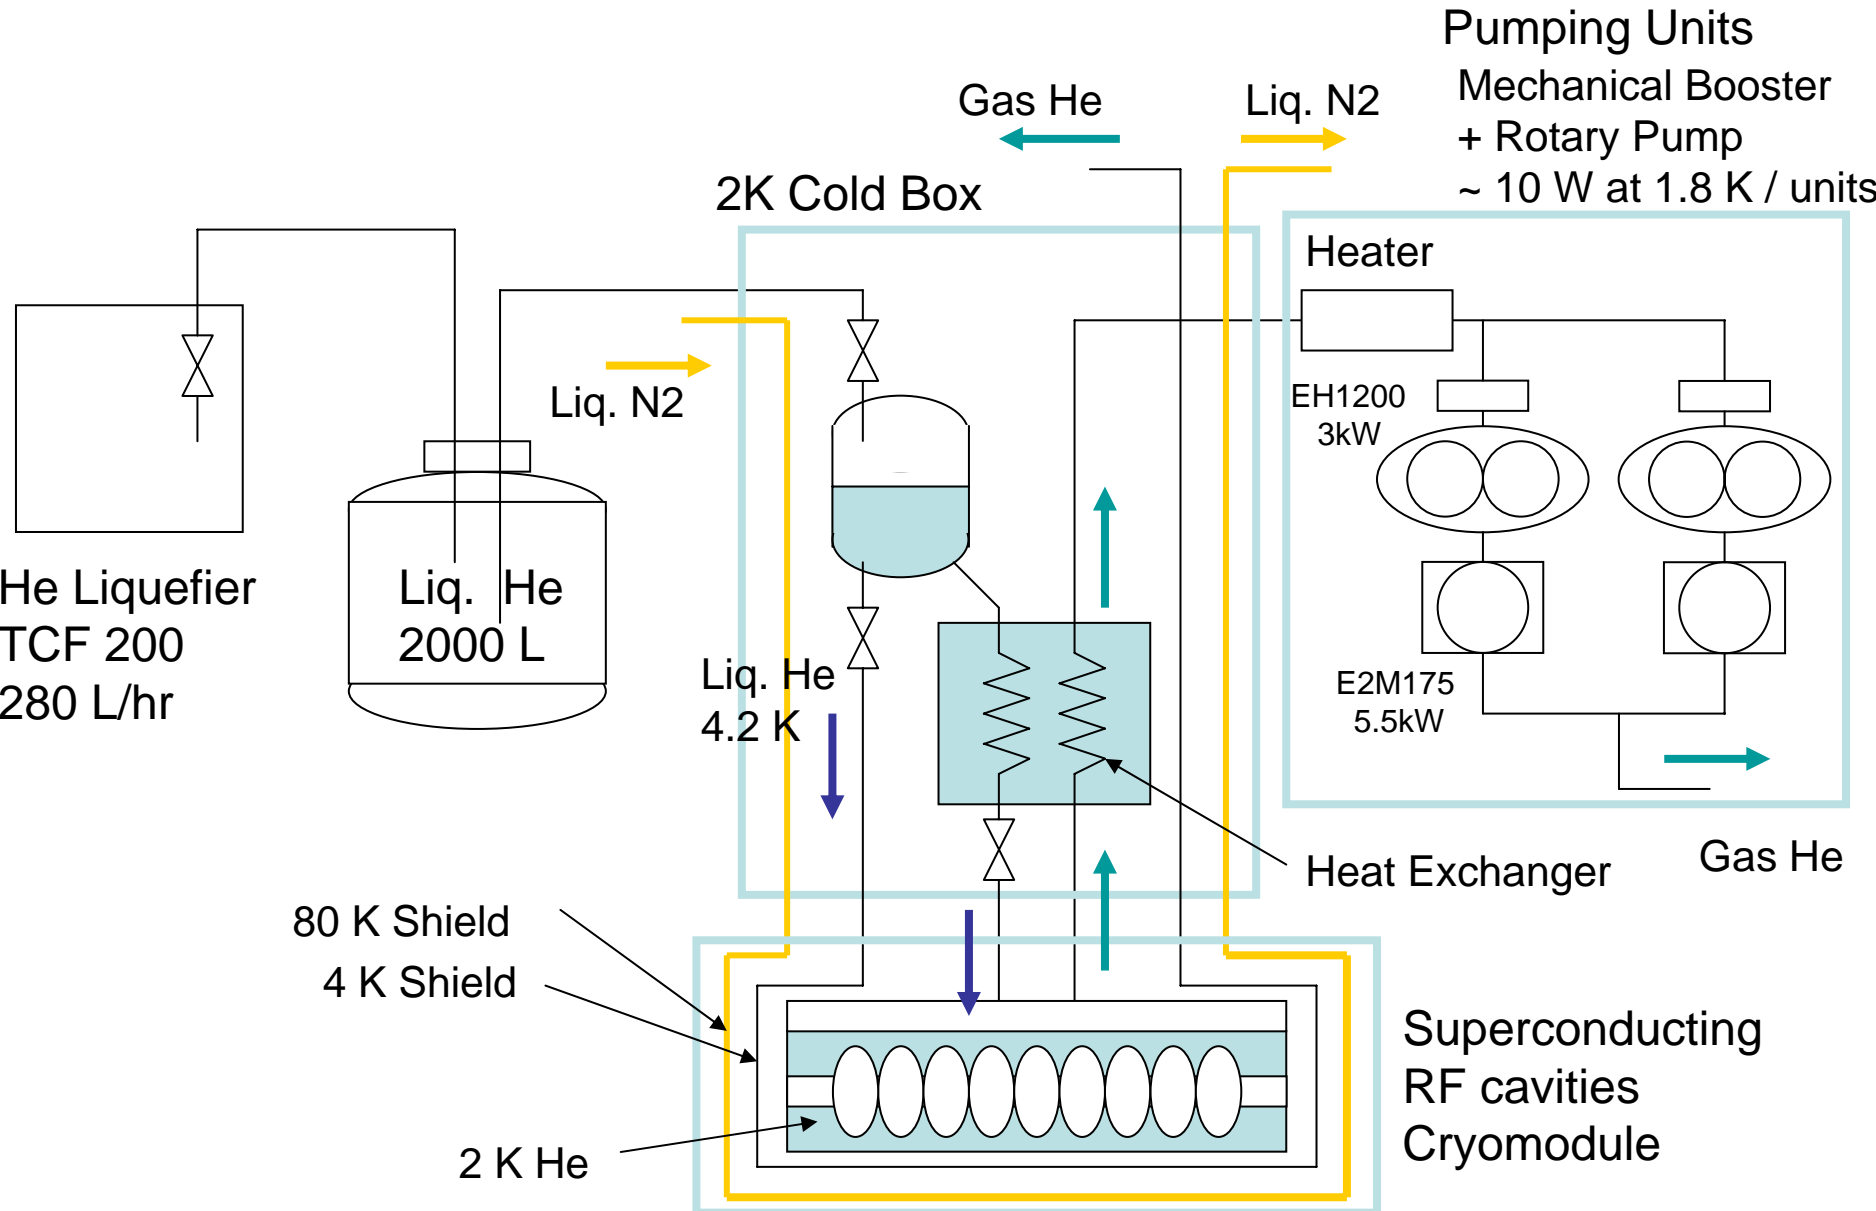 Pumping Units
Mechanical Booster
+ Rotary Pump
~ 10 W at 1.8 K / units
Gas He
Liq. N2
2K Cold Box
Heater
Liq. N2
EH1200
3kW
He Liquefier
TCF 200
280 L/hr
Liq. He
2000 L
Liq. He
4.2 K
E2M175
5.5kW
Heat Exchanger
Gas He
80 K Shield
4 K Shield
2 K He
Superconducting
RF cavities
Cryomodule